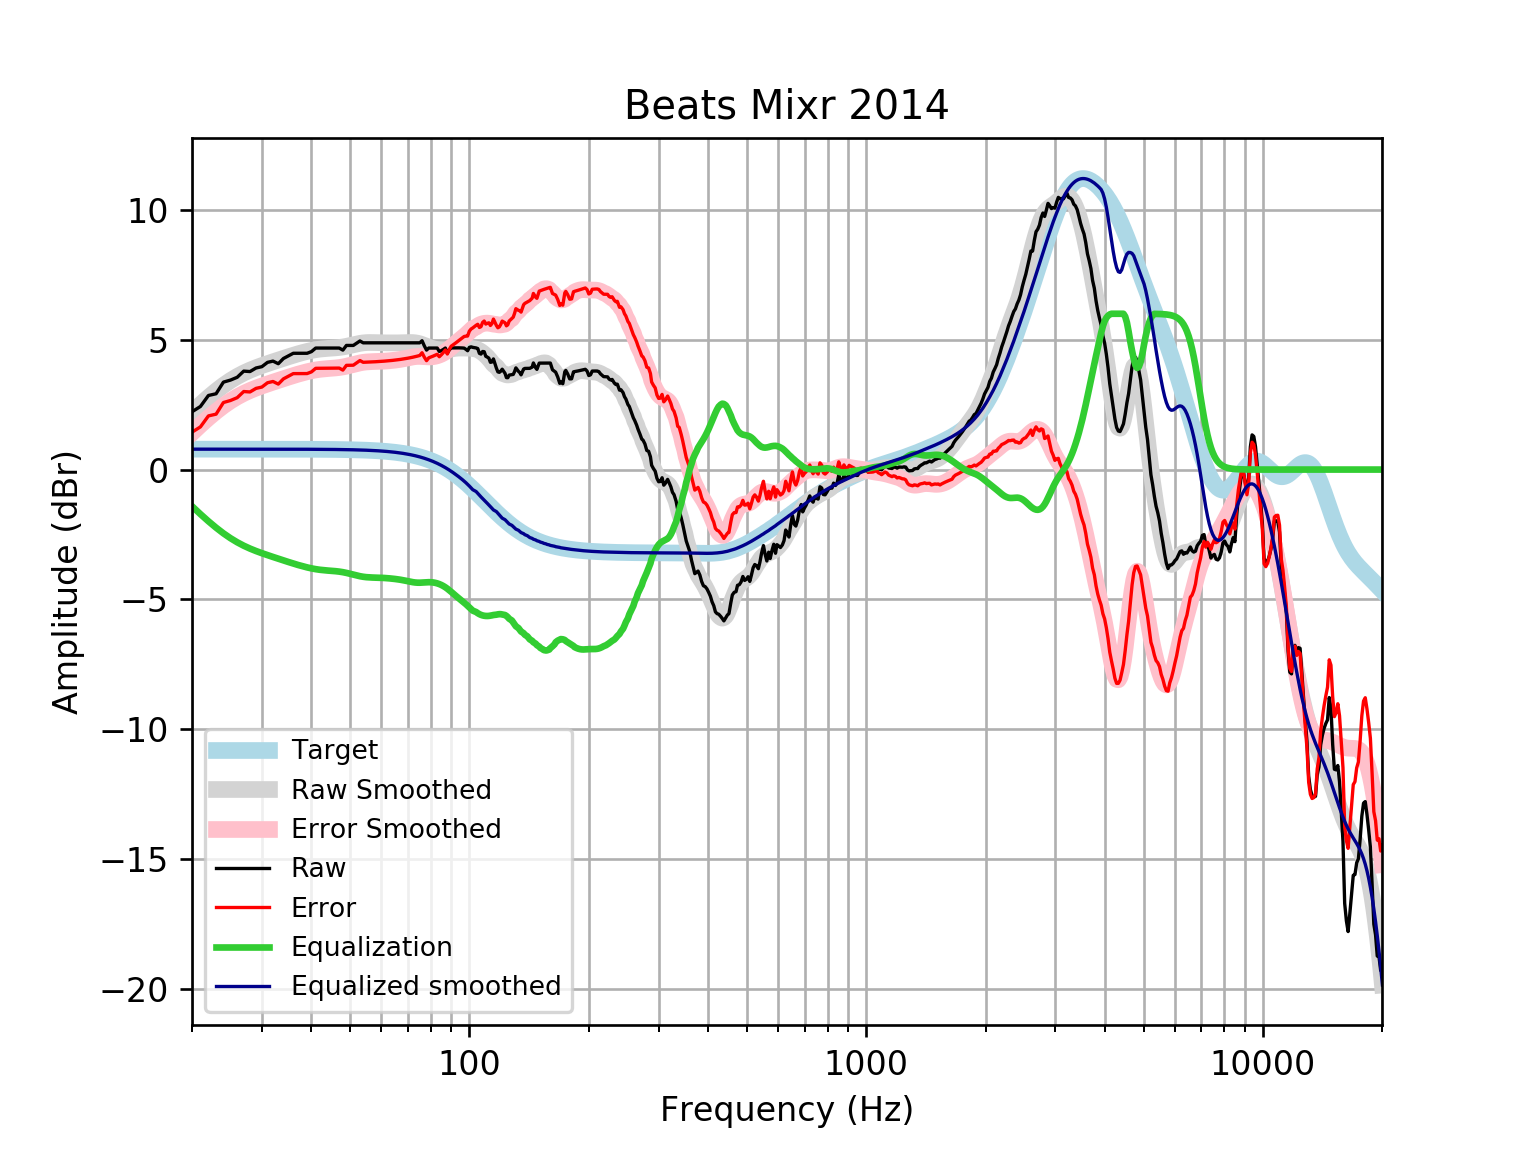 Beats Mixr 2014
Amplitude (dBr)
10
5
0
−5
−10
−15
−20
Target
Raw Smoothed
Error Smoothed
Raw
Error
Equalization
Equalized smoothed
100
1000
10000
Frequency (Hz)